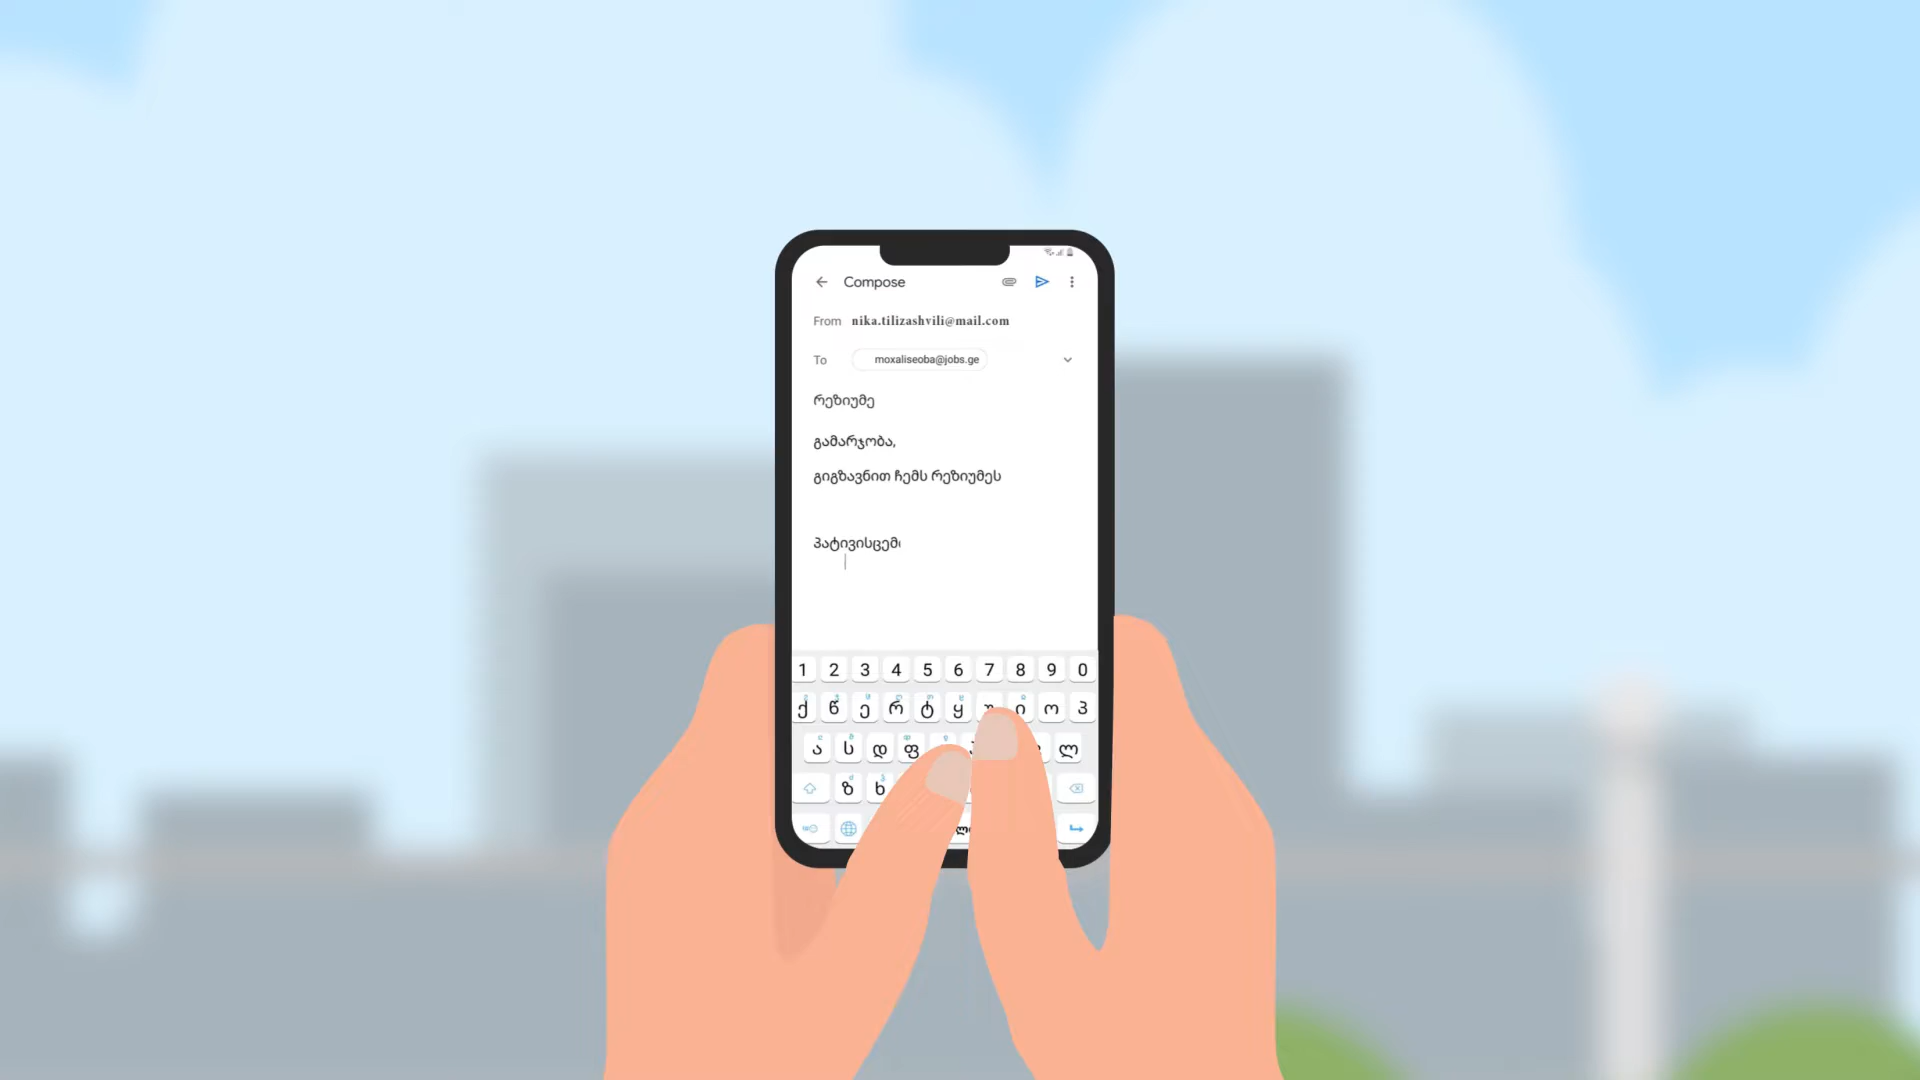 Compose
From nika.tilizashvili@mail.com
To moxaliseoba@jobs.ge
რეზიუმე
გამარჯობა,
გიგზავნით ჩემს რეზიუმეს
პატივისცემ
1 2 3 4 5 6 7 8 9 0
ქ წ ე რ ტ ყ უ ი ო პ
ა ს დ ფ ლ
ზ ხ